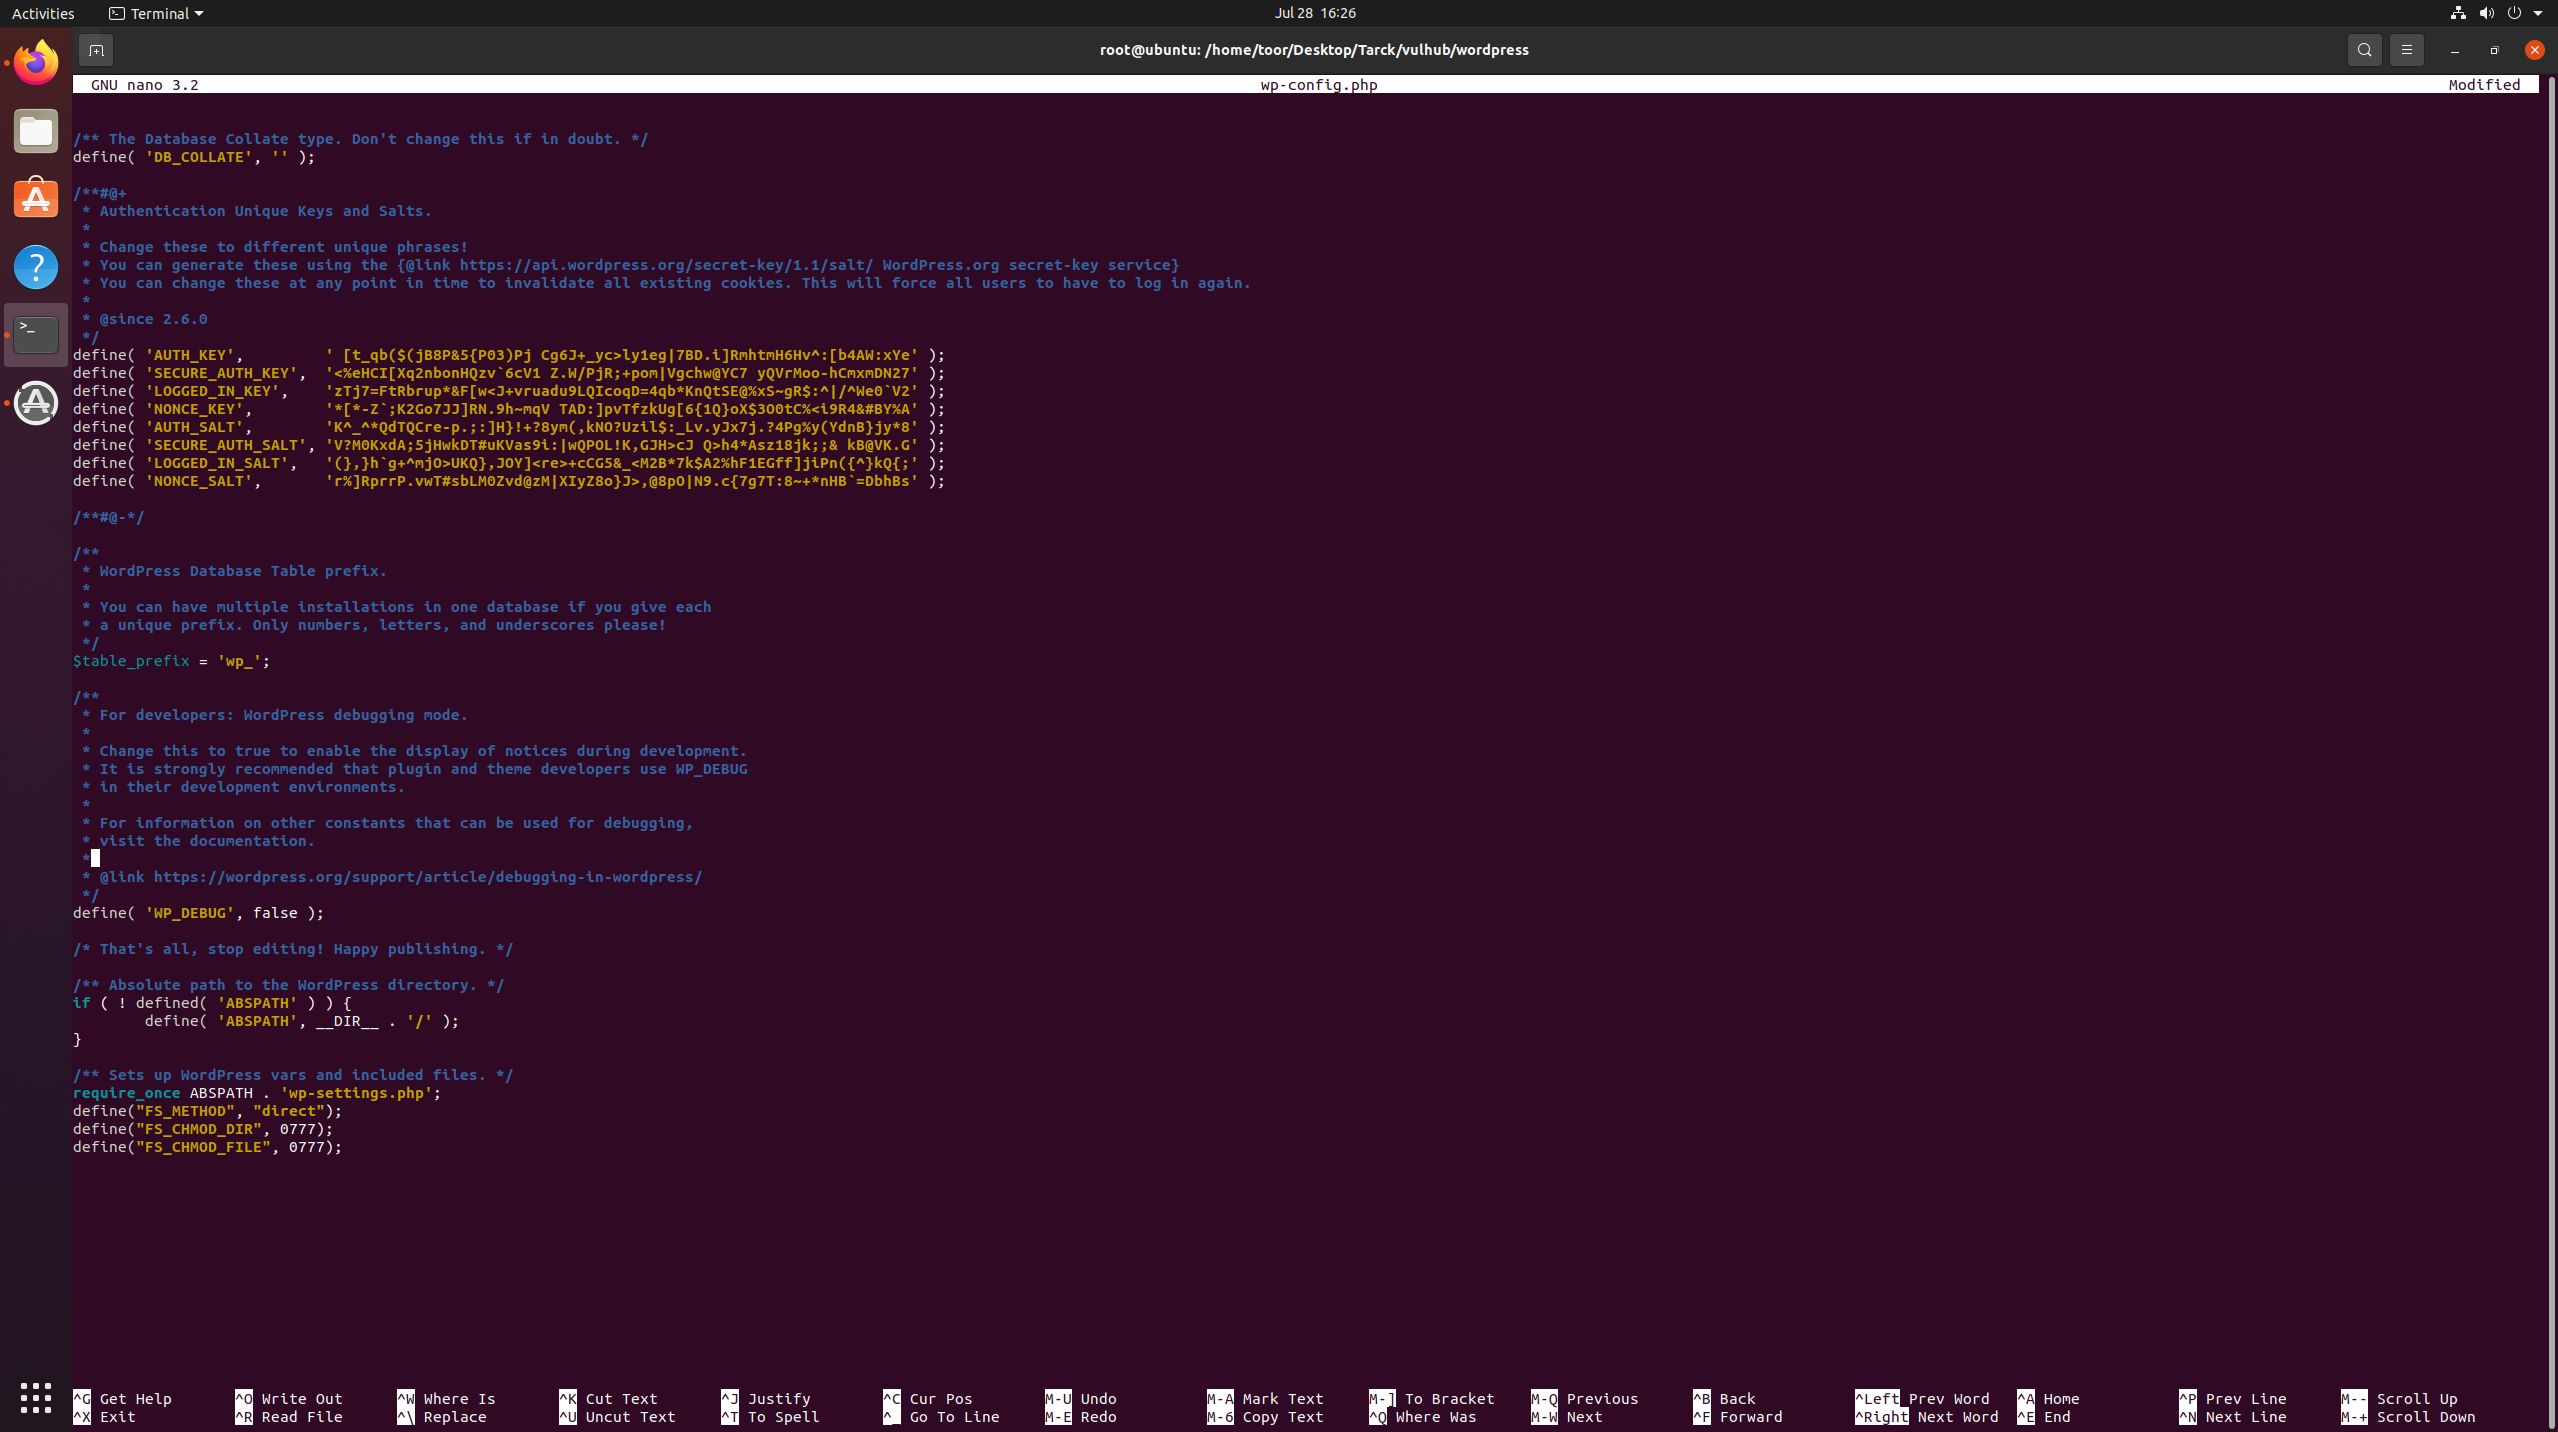 Activities
Terminal
Jul 28 16:26
root@ubuntu: /home/toor/Desktop/Tarck/vulhub/wordpress
GNU nano 3.2 wp-config.php Modified
/** The Database Collate type. Don't change this if in doubt. */
define( 'DB_COLLATE', '' );
/**#@+
 * Authentication Unique Keys and Salts.
 *
 * Change these to different unique phrases!
 * You can generate these using the {@link https://api.wordpress.org/secret-key/1.1/salt/ WordPress.org secret-key service}
 * You can change these at any point in time to invalidate all existing cookies. This will force all users to have to log in again.
 *
 * @since 2.6.0
 */
define( 'AUTH_KEY',         ' [t_qb($(jB8P&5{P03)Pj Cg6J+_yc>ly1eg|7BD.i]RmhtmH6Hv^:[b4AW:xYe' );
define( 'SECURE_AUTH_KEY',  '<%eHCI[Xq2nbonHQzv`6cV1 Z.W/PjR;+pom|Vgchw@YC7 yQVrMoo-hCmxmDN27' );
define( 'LOGGED_IN_KEY',    'zTj7=FtRbrup*&F[w<J+vruadu9LQIcoqD=4qb*KnQtSE@%xS~gR$:^|/^We0`V2' );
define( 'NONCE_KEY',        '*[*-Z`;K2Go7JJ]RN.9h~mqV TAD:]pvTfzkUg[6{1Q}oX$3O0tC%<i9R4&#BY%A' );
define( 'AUTH_SALT',        'K^_^*QdTQCre-p.;:]H}!+?8ym(,kNO?Uzil$:_Lv.yJx7j.?4Pg%y(YdnB}jy*8' );
define( 'SECURE_AUTH_SALT', 'V?M0KxdA;5jHwkDT#uKVas9i:|wQPOL!K,GJH>cJ Q>h4*Asz18jk;;& kB@VK.G' );
define( 'LOGGED_IN_SALT',   '(},}h`g+^mjO>UKQ},JOY]<re>+cCG5&_<M2B*7k$A2%hF1EGff]jiPn({^}kQ{;' );
define( 'NONCE_SALT',       'r%]RprrP.vwT#sbLM0Zvd@zM|XIyZ8o}J>,@8pO|N9.c{7g7T:8~+*nHB`=DbhBs' );
/**#@-*/
/**
 * WordPress Database Table prefix.
 *
 * You can have multiple installations in one database if you give each
 * a unique prefix. Only numbers, letters, and underscores please!
 */
$table_prefix = 'wp_';
/**
 * For developers: WordPress debugging mode.
 *
 * Change this to true to enable the display of notices during development.
 * It is strongly recommended that plugin and theme developers use WP_DEBUG
 * in their development environments.
 *
 * For information on other constants that can be used for debugging,
 * visit the documentation.
 *
 * @link https://wordpress.org/support/article/debugging-in-wordpress/
 */
define( 'WP_DEBUG', false );
/* That's all, stop editing! Happy publishing. */
/** Absolute path to the WordPress directory. */
if ( ! defined( 'ABSPATH' ) ) {
        define( 'ABSPATH', __DIR__ . '/' );
}
/** Sets up WordPress vars and included files. */
require_once ABSPATH . 'wp-settings.php';
define("FS_METHOD", "direct");
define("FS_CHMOD_DIR", 0777);
define("FS_CHMOD_FILE", 0777);
^G Get Help ^O Write Out ^W Where Is ^K Cut Text ^J Justify ^C Cur Pos M-U Undo M-A Mark Text M-] To Bracket M-Q Previous ^B Back ^Left Prev Word ^A Home ^P Prev Line M-- Scroll Up
^X Exit ^R Read File ^\ Replace ^U Uncut Text ^T To Spell ^_ Go To Line M-E Redo M-6 Copy Text ^Q Where Was M-W Next ^F Forward ^Right Next Word ^E End ^N Next Line M-+ Scroll Down